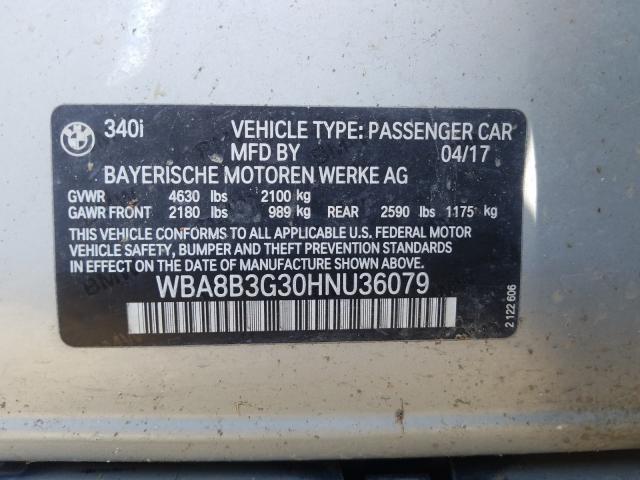 BMW 340i VEHICLE TYPE: PASSENGER CAR
MFD BY 04/17
BAYERISCHE MOTOREN WERKE AG
GVWR 4630 lbs 2100 kg
GAWR FRONT 2180 lbs 989 kg REAR 2590 lbs 1175 kg
THIS VEHICLE CONFORMS TO ALL APPLICABLE U.S. FEDERAL MOTOR
VEHICLE SAFETY, BUMPER AND THEFT PREVENTION STANDARDS
IN EFFECT ON THE DATE OF MANUFACTURE SHOWN ABOVE.
WBA8B3G30HNU36079
2 122 606